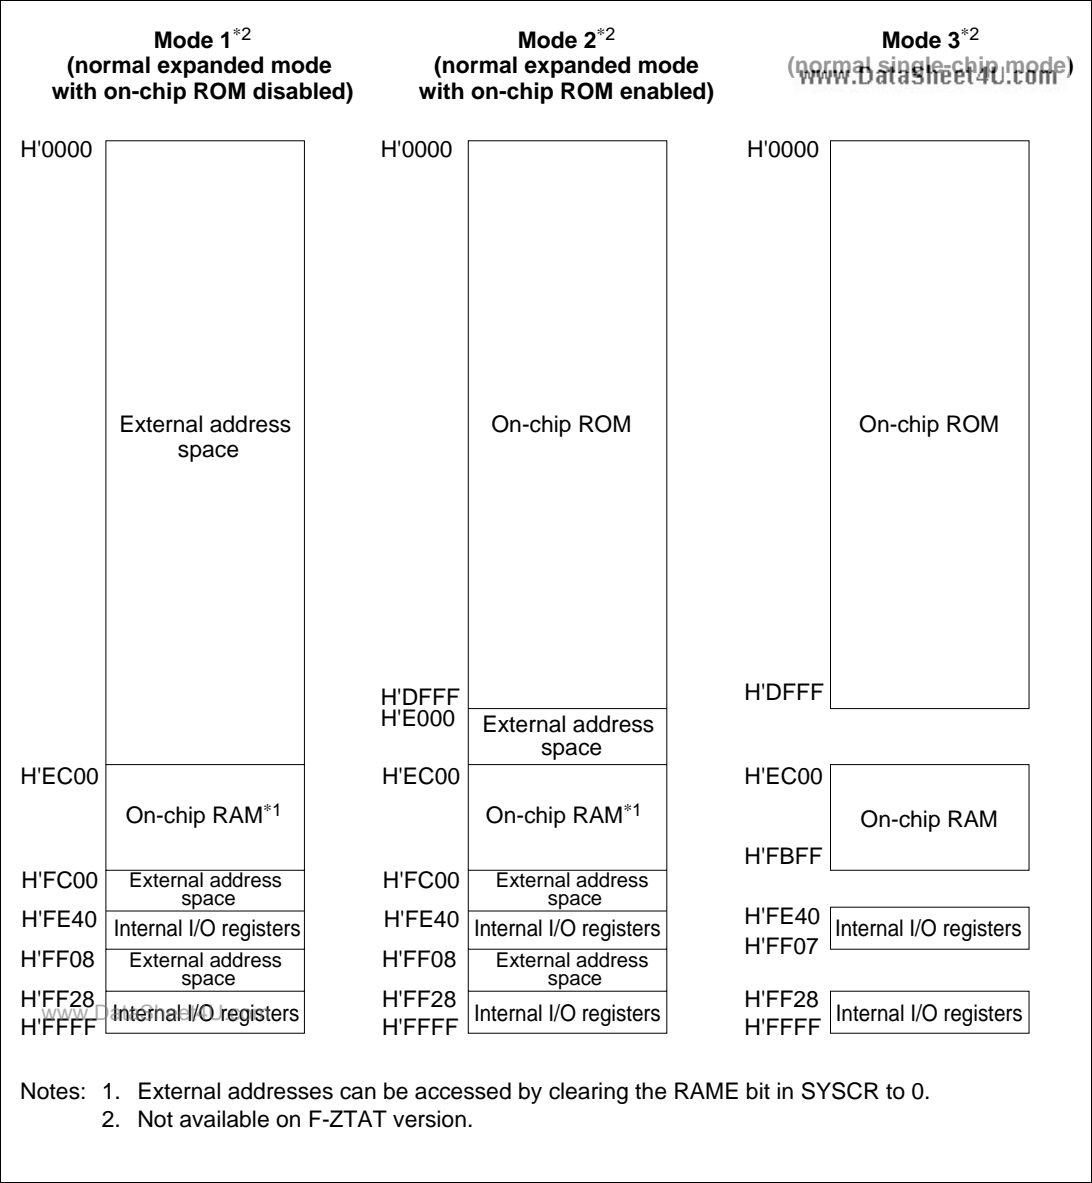 Mode 1*2
(normal expanded mode
with on-chip ROM disabled)
Mode 2*2
(normal expanded mode
with on-chip ROM enabled)
Mode 3*2
(normal single-chip mode)
www.DataSheet4U.com
H'0000
External address
space
H'EC00
On-chip RAM*1
H'FC00
External address
space
H'FE40
Internal I/O registers
H'FF08
External address
space
H'FF28
Internal I/O registers
H'FFFF
www.DataSheet4U.com
H'0000
On-chip ROM
H'DFFF
H'E000
External address
space
H'EC00
On-chip RAM*1
H'FC00
External address
space
H'FE40
Internal I/O registers
H'FF08
External address
space
H'FF28
Internal I/O registers
H'FFFF
H'0000
On-chip ROM
H'DFFF
H'EC00
On-chip RAM
H'FBFF
H'FE40
Internal I/O registers
H'FF07
H'FF28
Internal I/O registers
H'FFFF
Notes: 1. External addresses can be accessed by clearing the RAME bit in SYSCR to 0.
2. Not available on F-ZTAT version.